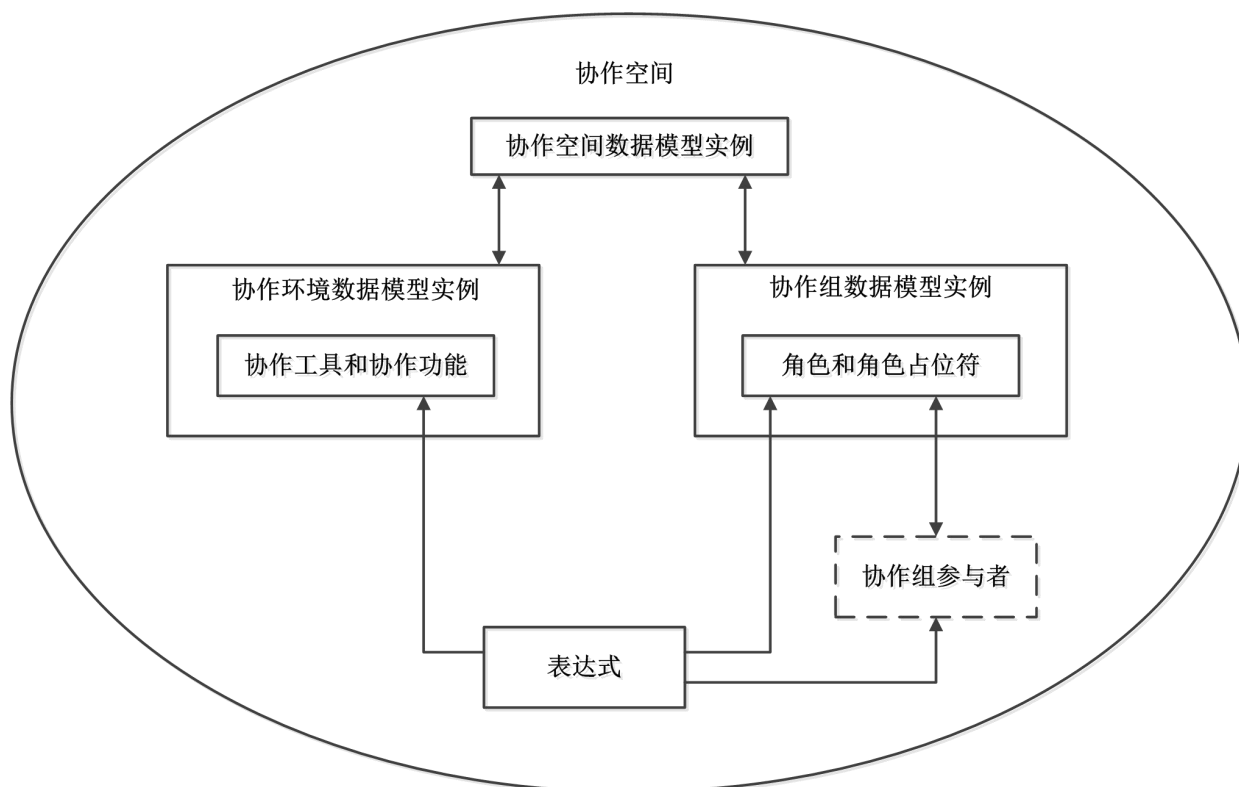 协作空间
协作空间数据模型实例
协作环境数据模型实例
协作组数据模型实例
协作工具和协作功能
角色和角色占位符
协作组参与者
表达式